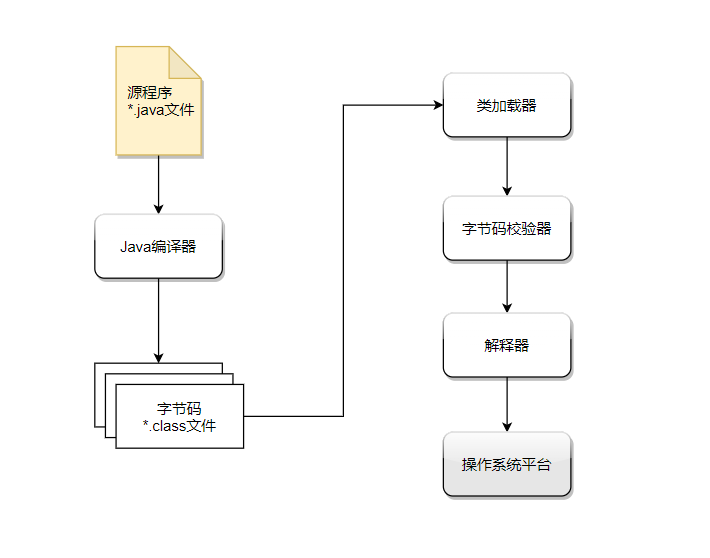 源程序
*.java文件
Java编译器
字节码
*.class文件
类加载器
字节码校验器
解释器
操作系统平台